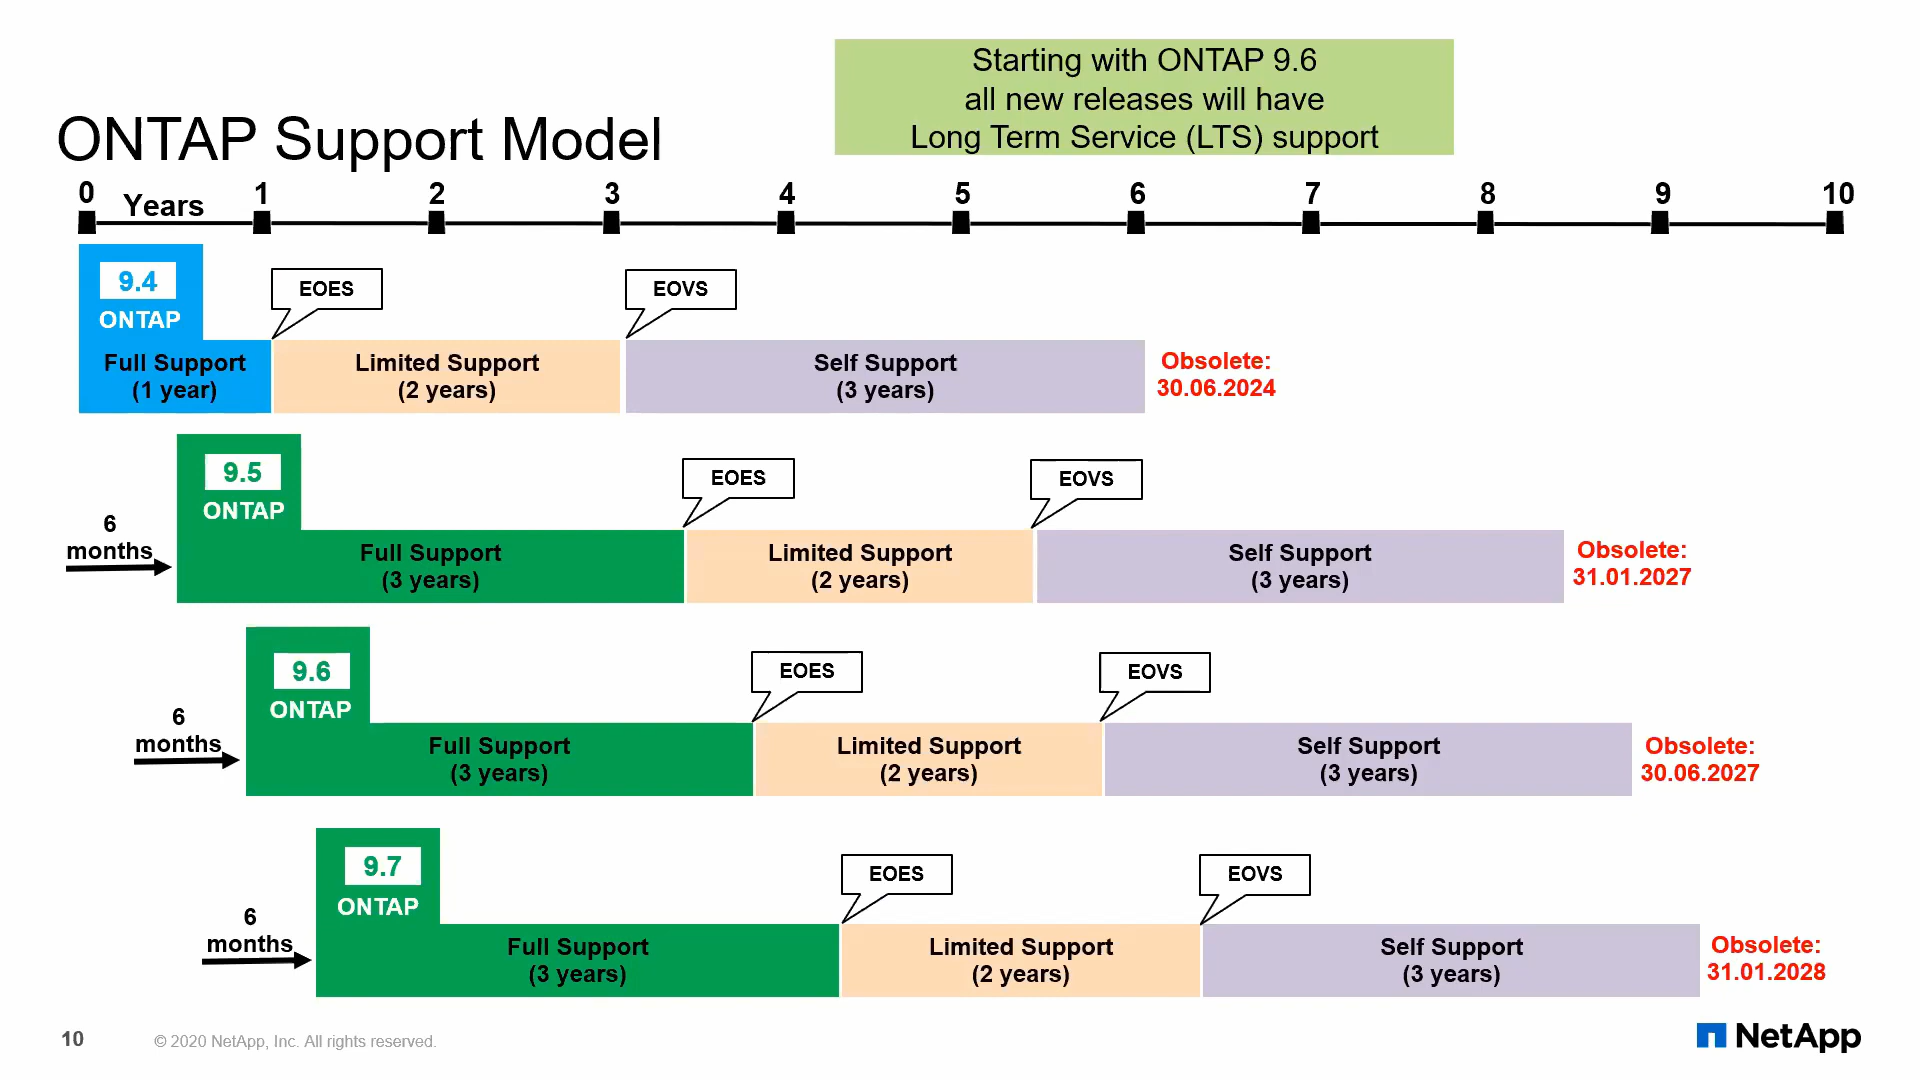 Starting with ONTAP 9.6
all new releases will have
Long Term Service (LTS) support
ONTAP Support Model
0 1 2 3 4 5 6 7 8 9 10
Years
9.4
ONTAP
EOES
EOVS
Full Support
(1 year)
Limited Support
(2 years)
Self Support
(3 years)
Obsolete:
30.06.2024
6
months
9.5
ONTAP
EOES
EOVS
Full Support
(3 years)
Limited Support
(2 years)
Self Support
(3 years)
Obsolete:
31.01.2027
6
months
9.6
ONTAP
EOES
EOVS
Full Support
(3 years)
Limited Support
(2 years)
Self Support
(3 years)
Obsolete:
30.06.2027
6
months
9.7
ONTAP
EOES
EOVS
Full Support
(3 years)
Limited Support
(2 years)
Self Support
(3 years)
Obsolete:
31.01.2028
10
© 2020 NetApp, Inc. All rights reserved.
NetApp